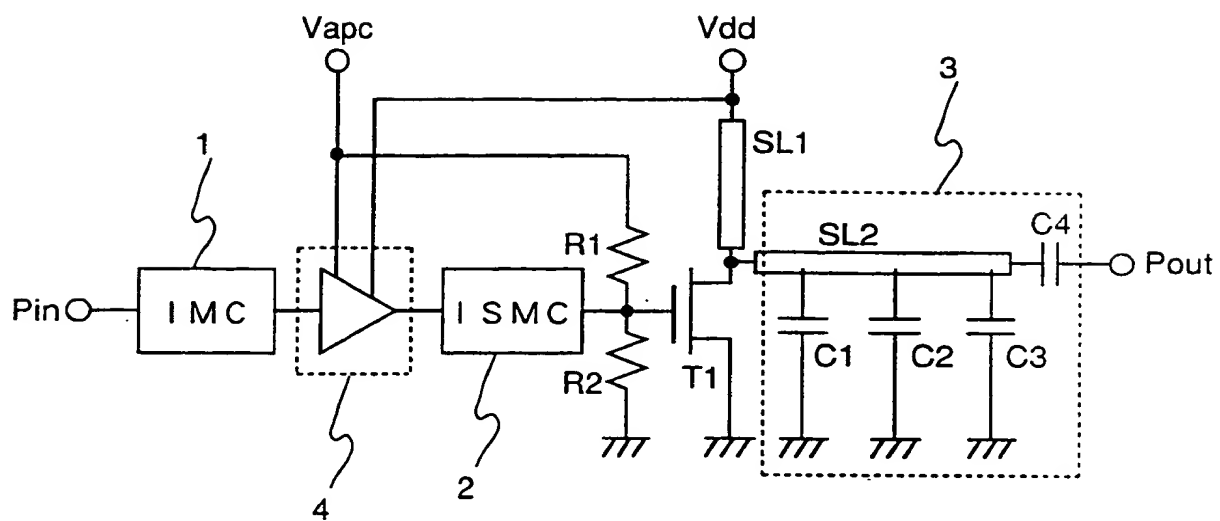 Vapc
Vdd
3
1
SL1
R1
SL2
C4
Pin
IMC
ISMC
Pout
R2
T1
C1
C2
C3
4
2